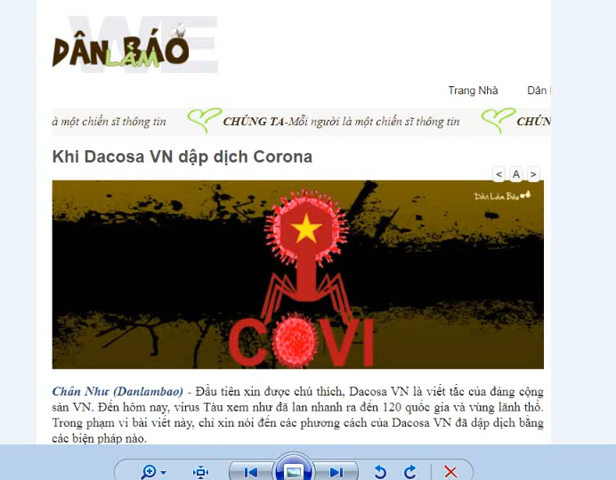 WE
DÂN LÀM BÁO
Trang Nhà Dân
à một chiến sĩ thông tin CHÚNG TA-Mỗi người là một chiến sĩ thông tin CHÚN
Khi Dacosa VN dập dịch Corona
< A >
Dân Làm Báo
COVI
Chân Như (Danlambao) - Đầu tiên xin được chú thích, Dacosa VN là viết tắc của đảng cộng
sản VN. Đến hôm nay, virus Tàu xem như đã lan nhanh ra đến 120 quốc gia và vùng lãnh thổ.
Trong phạm vi bài viết này, chỉ xin nói đến các phương cách của Dacosa VN đã dập dịch bằng
các biện pháp nào.